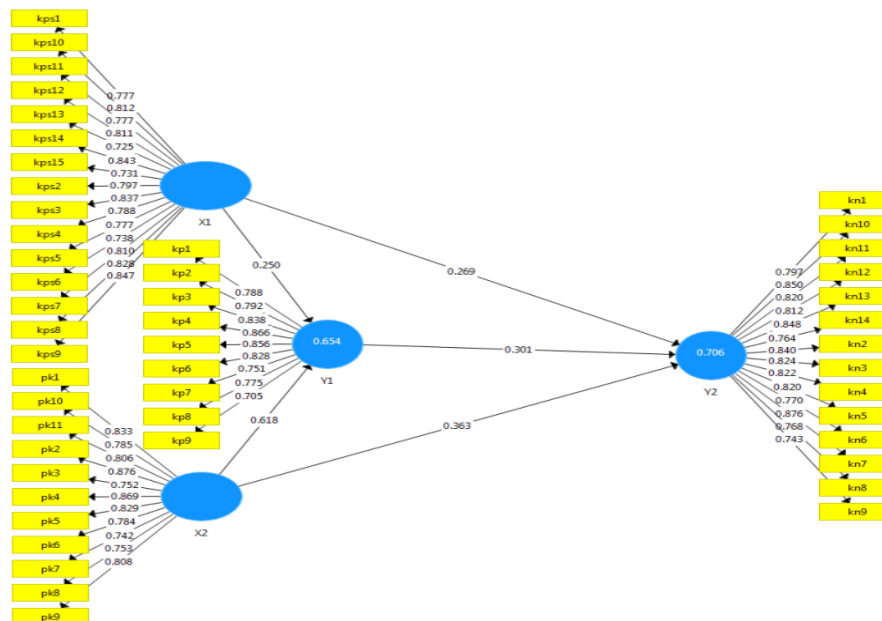 kps1
kps10
kps11
kps12
kps13
kps14
kps15
kps2
kps3
kps4
kps5
kps6
kps7
kps8
kps9
0.777
0.812
0.777
0.811
0.725
0.843
0.731
0.797
0.837
0.788
0.777
0.738
0.810
0.828
0.847
X1
pk1
pk10
pk11
pk2
pk3
pk4
pk5
pk6
pk7
pk8
pk9
0.833
0.785
0.806
0.876
0.752
0.869
0.829
0.784
0.742
0.753
0.808
X2
kp1
kp2
kp3
kp4
kp5
kp6
kp7
kp8
kp9
0.788
0.792
0.838
0.866
0.856
0.828
0.751
0.775
0.705
0.654
Y1
0.250
0.618
0.269
0.301
0.363
0.706
Y2
0.797
0.850
0.820
0.812
0.848
0.764
0.840
0.824
0.822
0.820
0.770
0.876
0.768
0.743
kn1
kn10
kn11
kn12
kn13
kn14
kn2
kn3
kn4
kn5
kn6
kn7
kn8
kn9